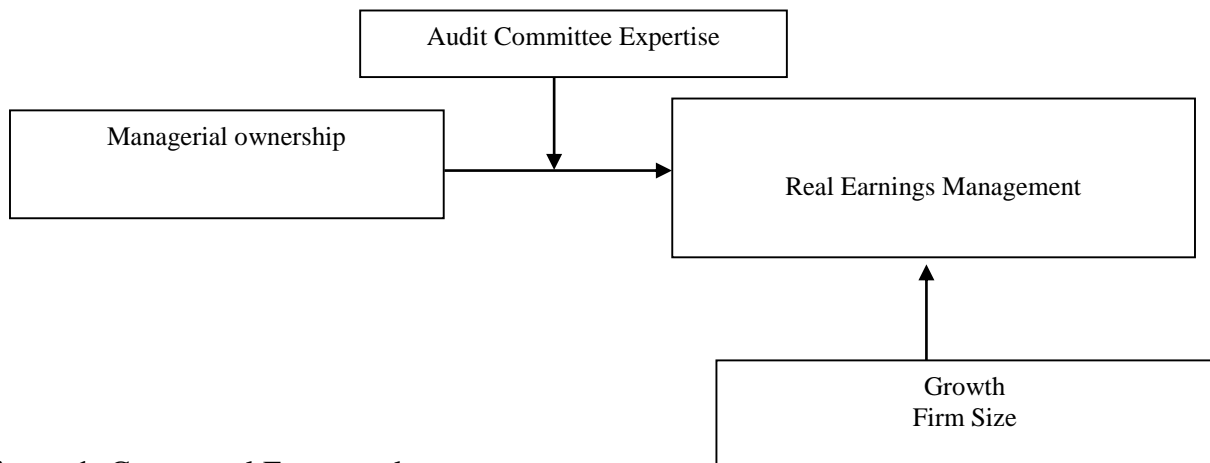 Audit Committee Expertise
Managerial ownership
Real Earnings Management
Growth
Firm Size